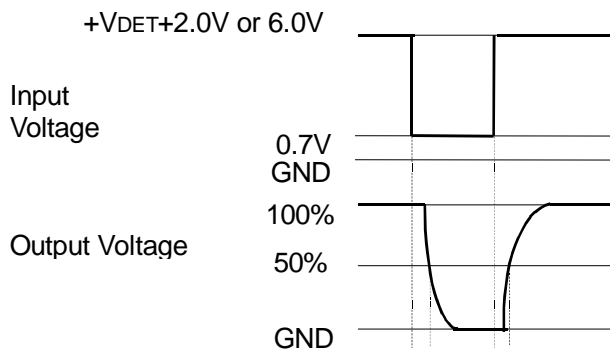 +VDET+2.0V or 6.0V
Input
Voltage
0.7V
GND
100%
Output Voltage
50%
GND